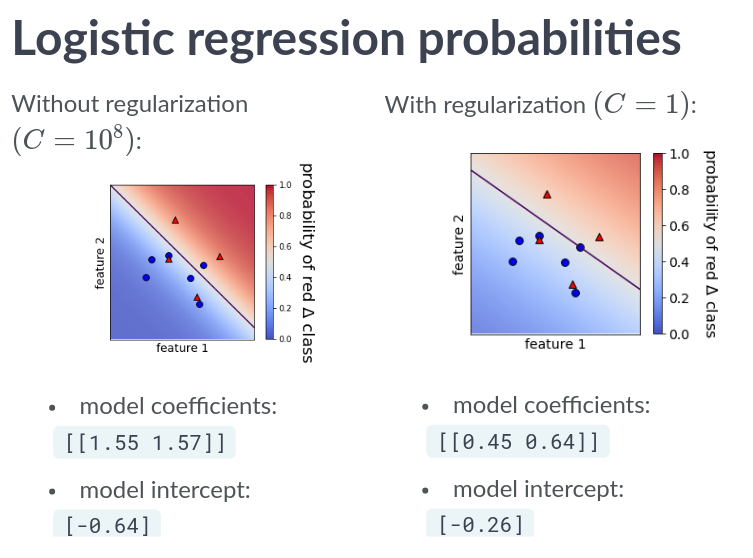 Logistic regression probabilities
Without regularization
(C = 10⁸):
1.0
0.8
0.6
0.4
0.2
0.0
probability of red Δ class
feature 2
feature 1
• model coefficients:
[[1.55 1.57]]
• model intercept:
[-0.64]
With regularization (C = 1):
1.0
0.8
0.6
0.4
0.2
0.0
probability of red Δ class
feature 2
feature 1
• model coefficients:
[[0.45 0.64]]
• model intercept:
[-0.26]